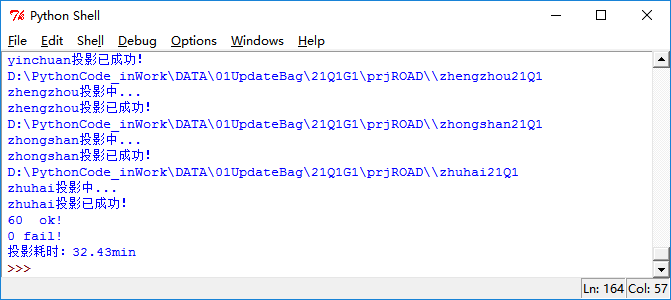 Python Shell
File Edit Shell Debug Options Windows Help
yinchuan投影已成功!
D:\PythonCode_inWork\DATA\01UpdateBag\21Q1G1\prjROAD\\zhengzhou21Q1
zhengzhou投影中...
zhengzhou投影已成功!
D:\PythonCode_inWork\DATA\01UpdateBag\21Q1G1\prjROAD\\zhongshan21Q1
zhongshan投影中...
zhongshan投影已成功!
D:\PythonCode_inWork\DATA\01UpdateBag\21Q1G1\prjROAD\\zhuhai21Q1
zhuhai投影中...
zhuhai投影已成功!
60  ok!
0 fail!
投影耗时: 32.43min
>>>
Ln: 164 Col: 57